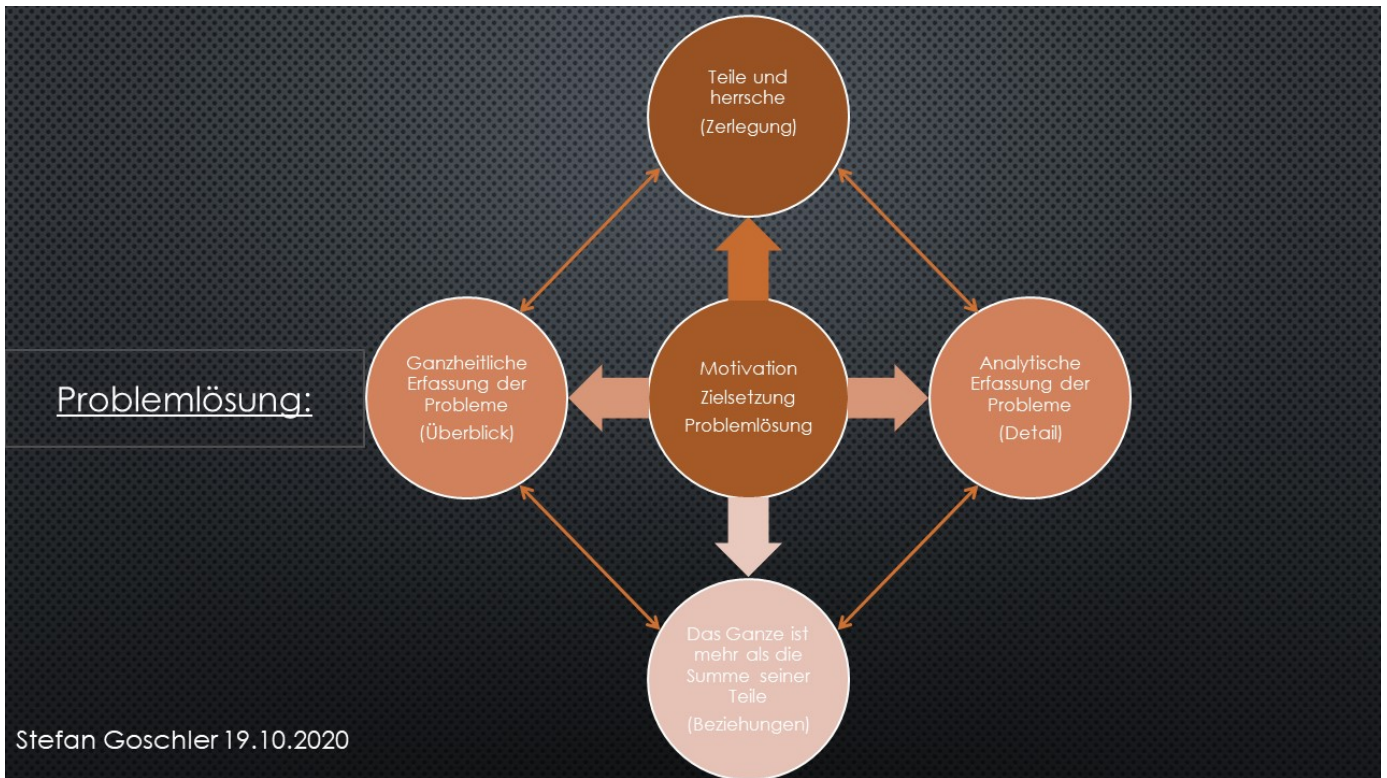 Teile und
herrsche
(Zerlegung)
Ganzheitliche
Erfassung der
Probleme
(Überblick)
Motivation
Zielsetzung
Problemlösung
Analytische
Erfassung der
Probleme
(Detail)
Problemlösung:
Das Ganze ist
mehr als die
Summe seiner
Teile
(Beziehungen)
Stefan Goschler 19.10.2020